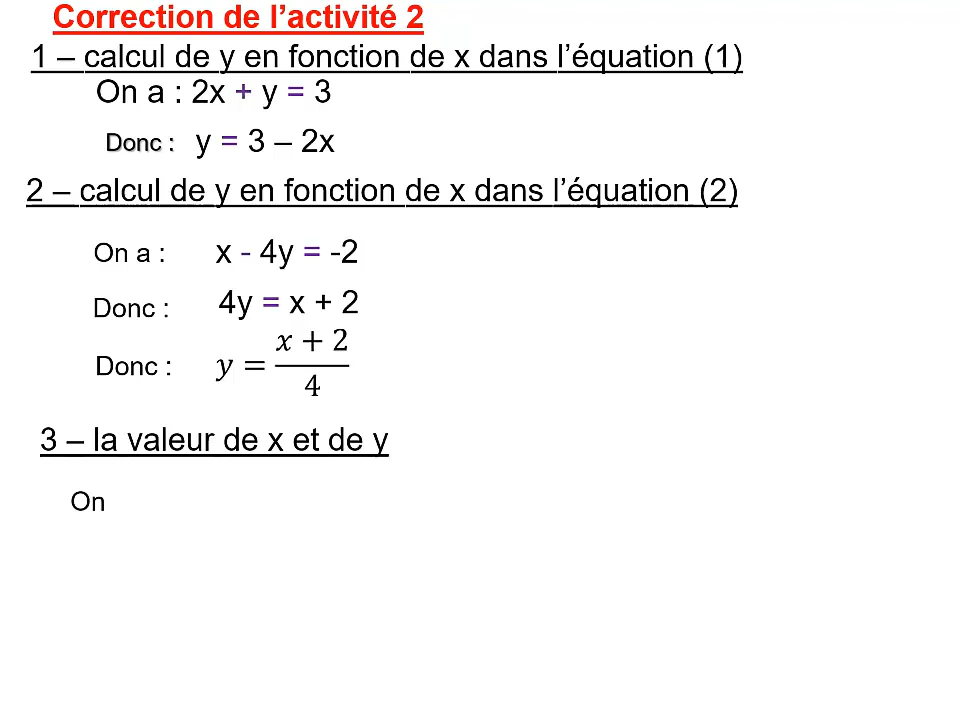 Correction de l’activité 2
1 – calcul de y en fonction de x dans l’équation (1)
On a : 2x + y = 3
Donc : y = 3 – 2x
2 – calcul de y en fonction de x dans l’équation (2)
On a : x - 4y = -2
Donc : 4y = x + 2
Donc : y = \frac{x + 2}{4}
3 – la valeur de x et de y
On